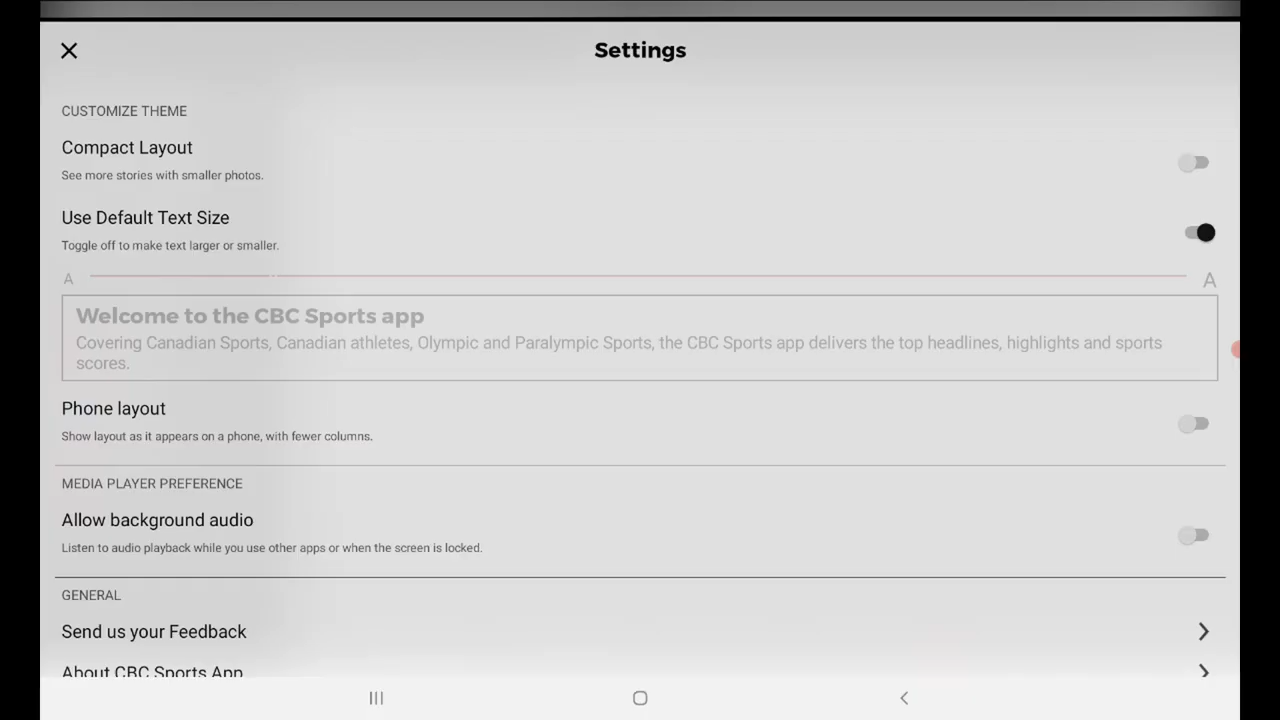 Settings
CUSTOMIZE THEME
Compact Layout
See more stories with smaller photos.
Use Default Text Size
Toggle off to make text larger or smaller.
A A
Welcome to the CBC Sports app
Covering Canadian Sports, Canadian athletes, Olympic and Paralympic Sports, the CBC Sports app delivers the top headlines, highlights and sports
scores.
Phone layout
Show layout as it appears on a phone, with fewer columns.
MEDIA PLAYER PREFERENCE
Allow background audio
Listen to audio playback while you use other apps or when the screen is locked.
GENERAL
Send us your Feedback
About CBC Sports App